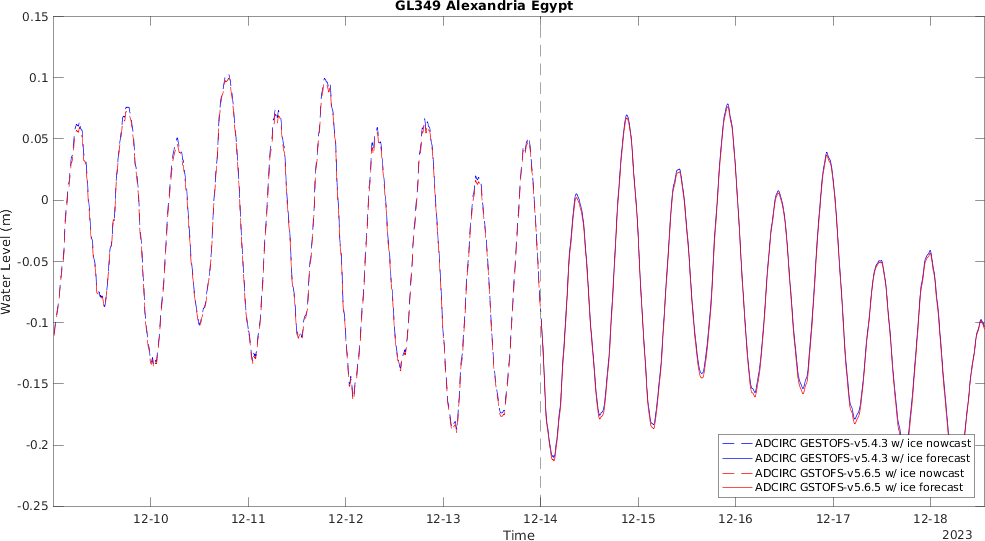 GL349 Alexandria Egypt
0.15
0.1
0.05
0
-0.05
-0.1
-0.15
-0.2
-0.25
Water Level (m)
12-10 12-11 12-12 12-13 12-14 12-15 12-16 12-17 12-18
Time
2023
ADCIRC GESTOFS-v5.4.3 w/ ice nowcast
ADCIRC GESTOFS-v5.4.3 w/ ice forecast
ADCIRC GSTOFS-v5.6.5 w/ ice nowcast
ADCIRC GSTOFS-v5.6.5 w/ ice forecast